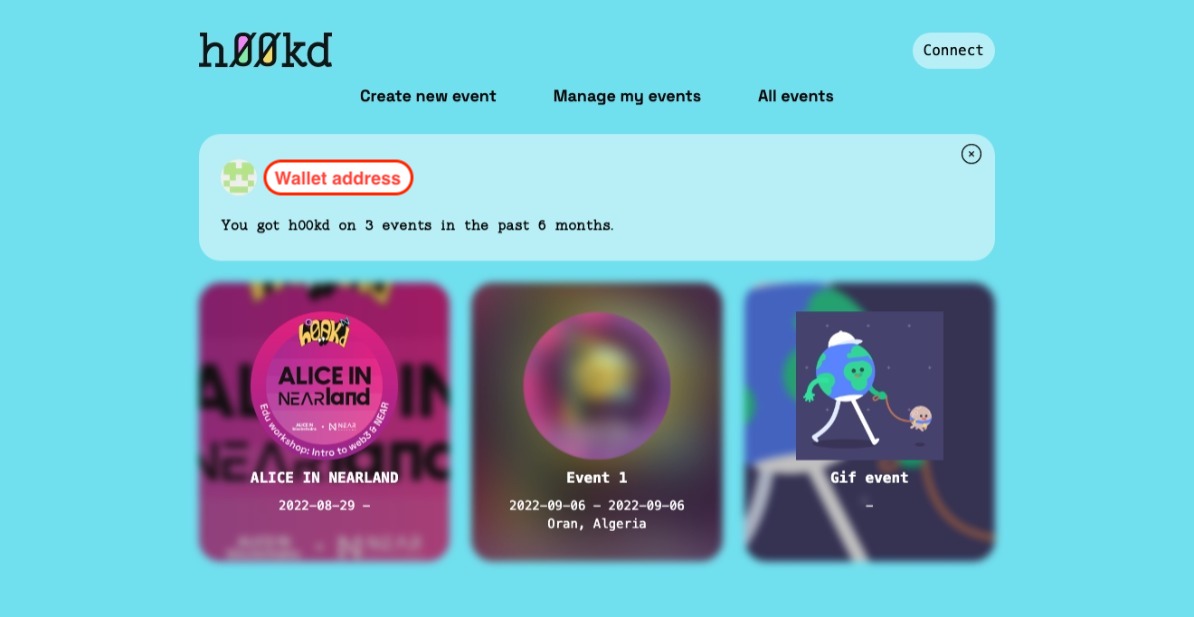 h00kd
Connect
Create new event
Manage my events
All events
Wallet address
You got h00kd on 3 events in the past 6 months.
h00kd
ALICE IN
NEARland
NEAR
Edu workshop: Intro to web3 & NEAR
ALICE IN NEARLAND
2022-08-29 -
Event 1
2022-09-06 - 2022-09-06
Oran, Algeria
Gif event
-